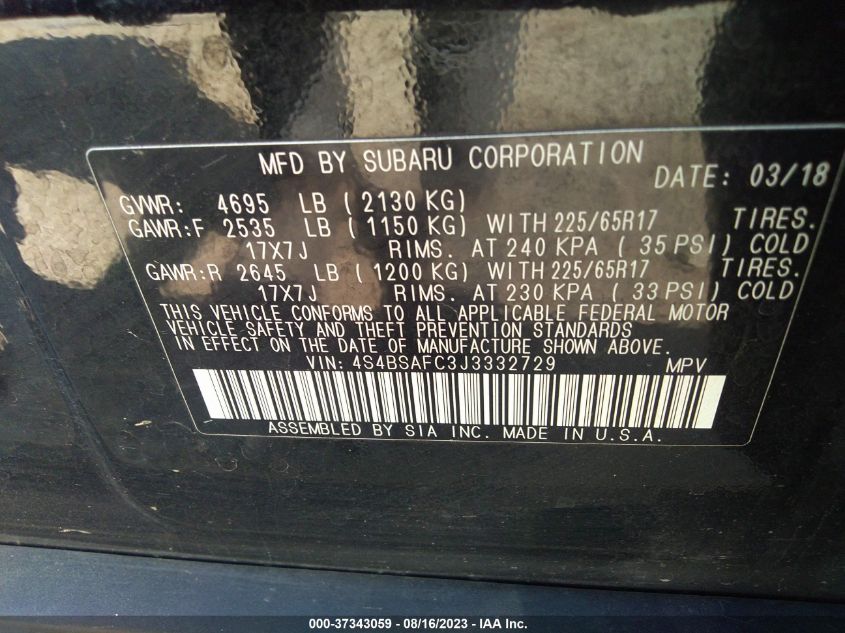 MFD BY SUBARU CORPORATION DATE: 03/18
GVWR: 4695 LB ( 2130 KG)
GAWR:F 2535 LB ( 1150 KG) WITH 225/65R17 TIRES.
17X7J RIMS. AT 240 KPA ( 35 PSI) COLD
GAWR:R 2645 LB ( 1200 KG) WITH 225/65R17 TIRES.
17X7J RIMS. AT 230 KPA ( 33 PSI) COLD
THIS VEHICLE CONFORMS TO ALL APPLICABLE FEDERAL MOTOR
VEHICLE SAFETY AND THEFT PREVENTION STANDARDS
IN EFFECT ON THE DATE OF MANUFACTURE SHOWN ABOVE.
VIN: 4S4BSAFC3J3332729 MPV
ASSEMBLED BY SIA INC. MADE IN U.S.A.
000-37343059 - 08/16/2023 - IAA Inc.